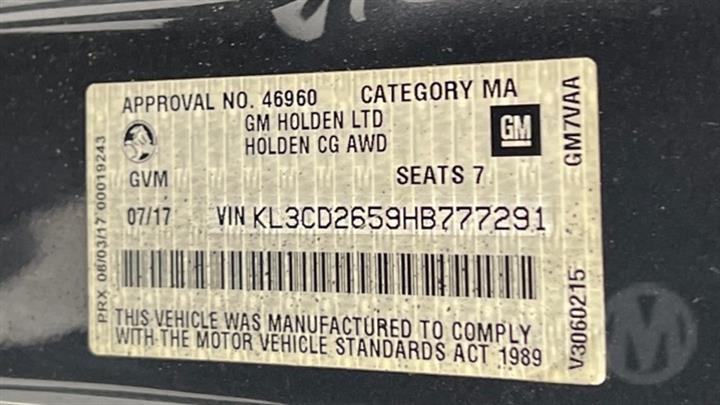 APPROVAL NO. 46960 CATEGORY MA
GM HOLDEN LTD
HOLDEN CG AWD
GM
GVM SEATS 7
07/17 VIN KL3CD2659HB777291
THIS VEHICLE WAS MANUFACTURED TO COMPLY
WITH THE MOTOR VEHICLE STANDARDS ACT 1989
PRX 08/03/17 00019243
GM7VAA
V3060215
M